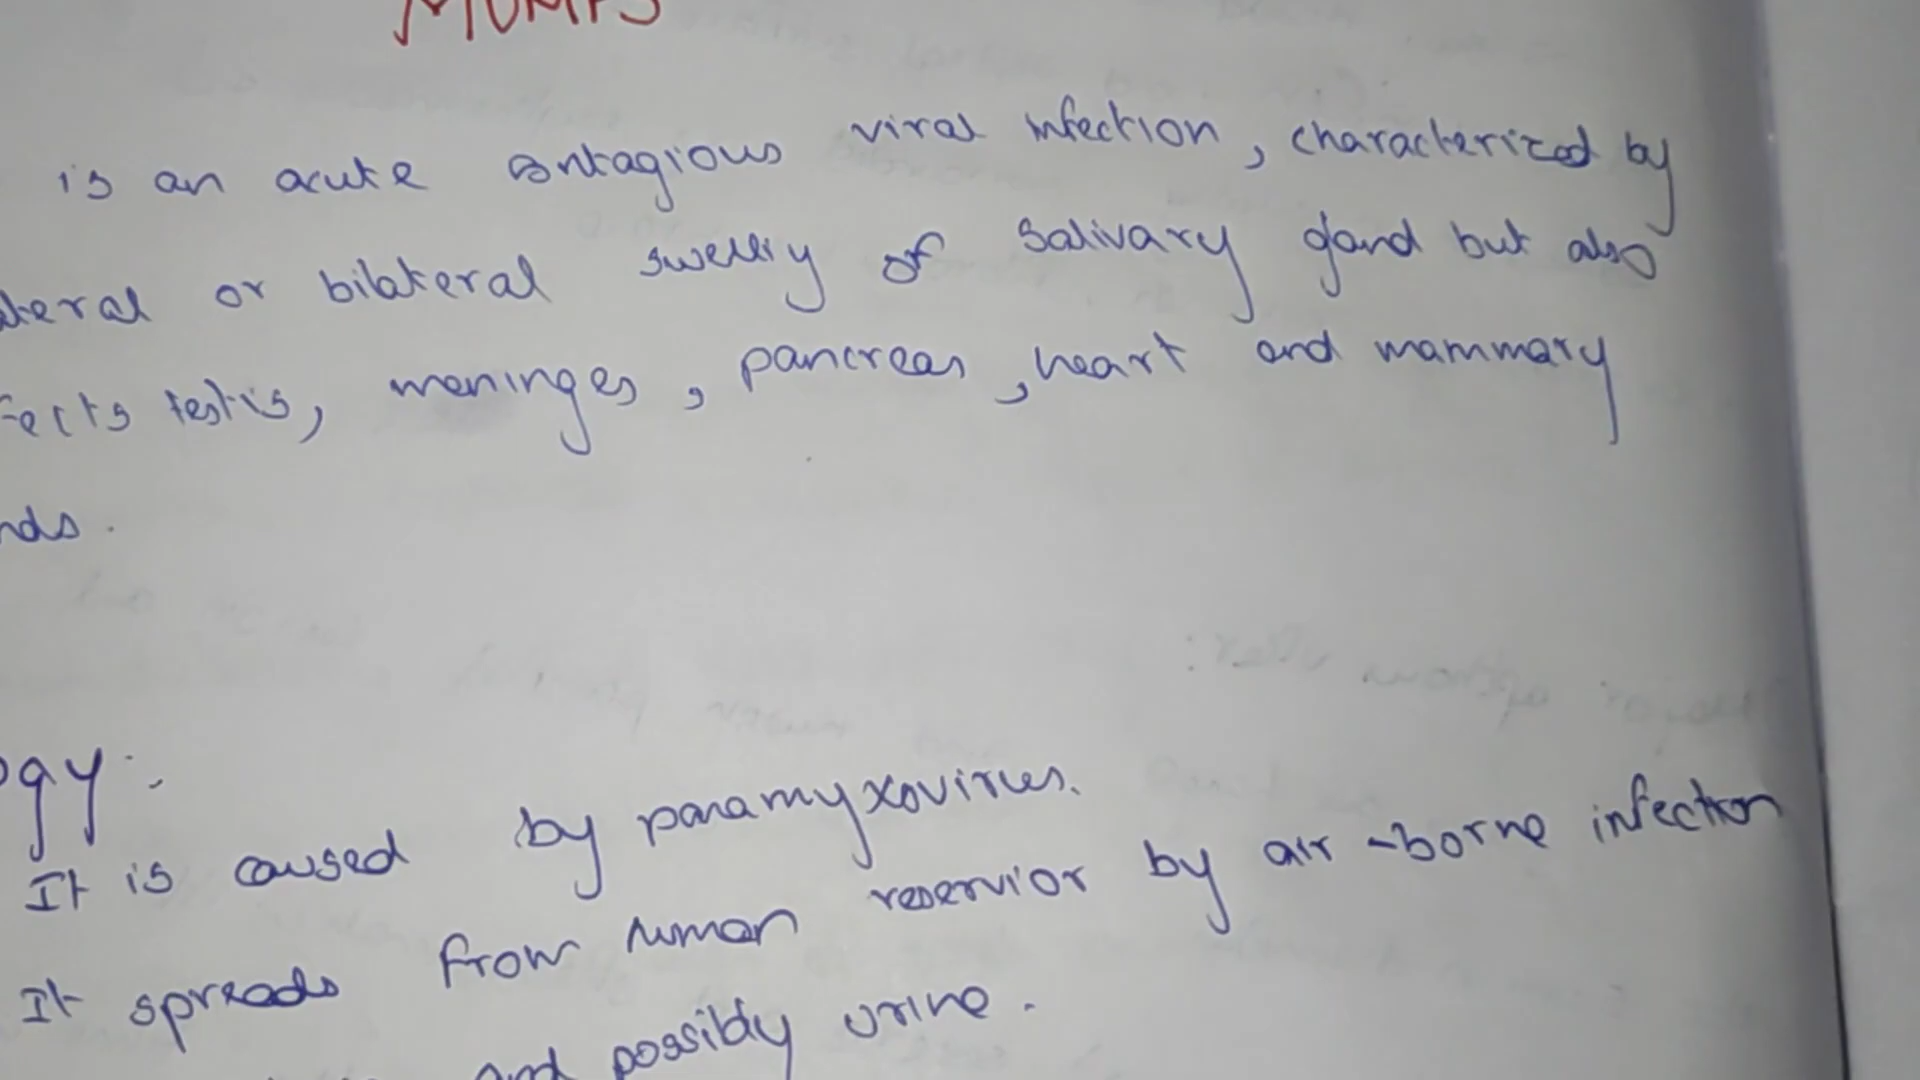 MUMPS
is an acute contagious viral infection, characterized by
ateral or bilateral swelling of salivary gland but also
fects testis, meninges, pancreas, heart and mammary
nds.
ogy:-
It is caused by paramyxovirus.
It spreads from human reservior by air-borne infection
and possibly urine.